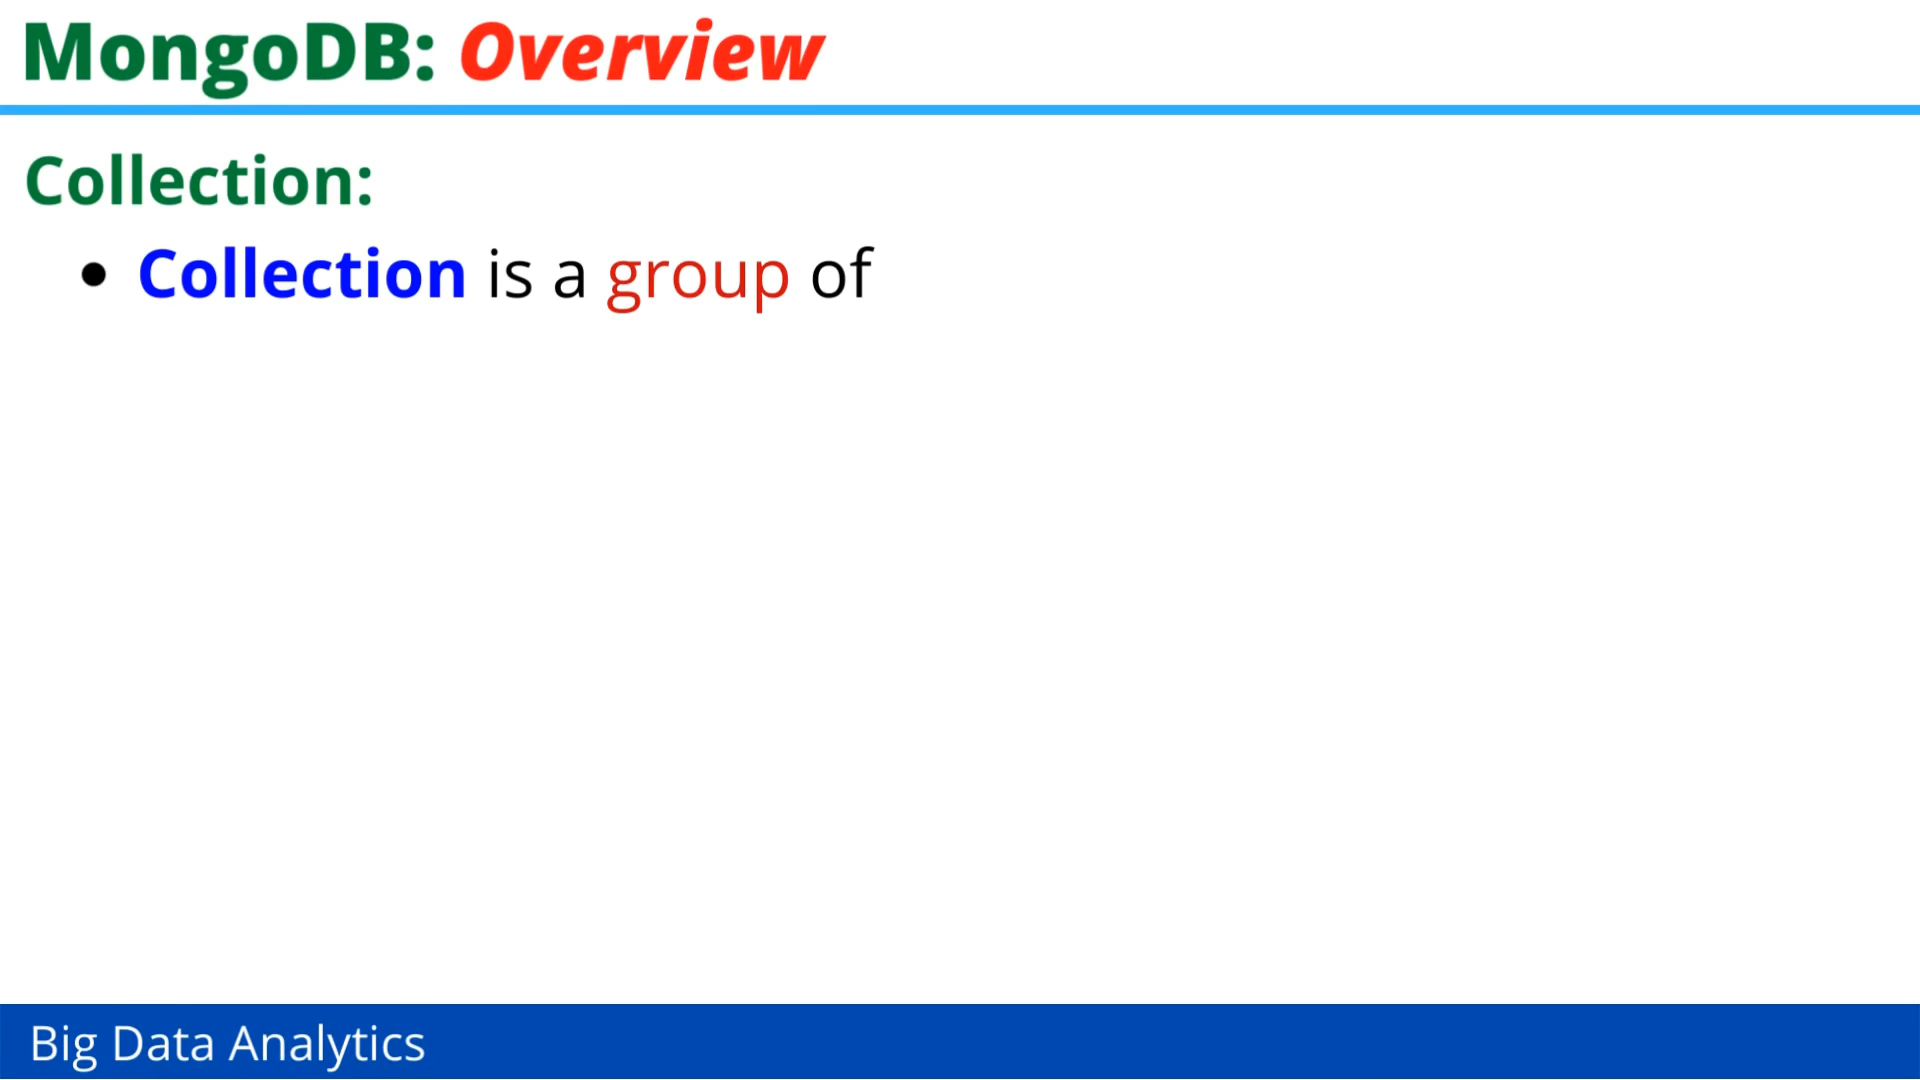 MongoDB: Overview
Collection:
• Collection is a group of
Big Data Analytics